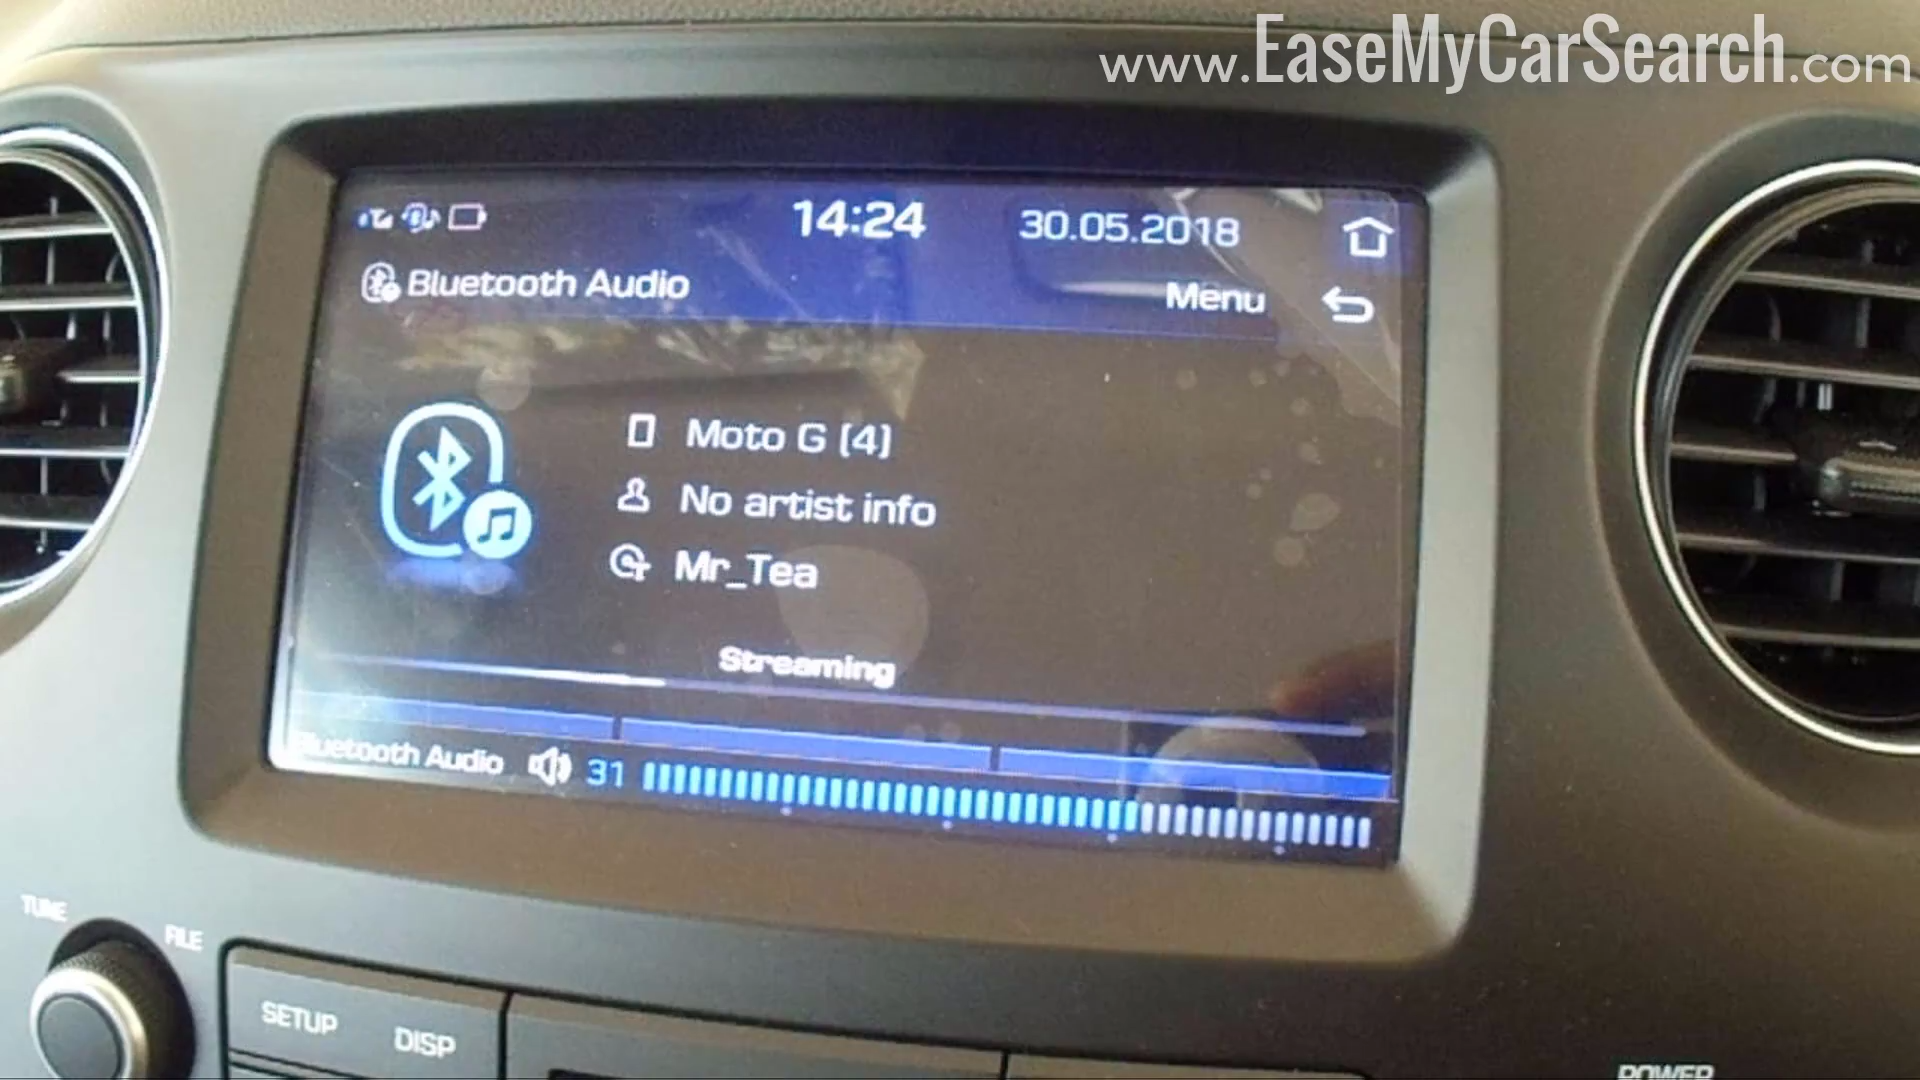 www.EaseMyCarSearch.com
14:24 30.05.2018
Bluetooth Audio Menu
Moto G (4)
No artist info
Mr_Tea
Streaming
Bluetooth Audio 31
TUNE
FILE
SETUP DISP
POWER